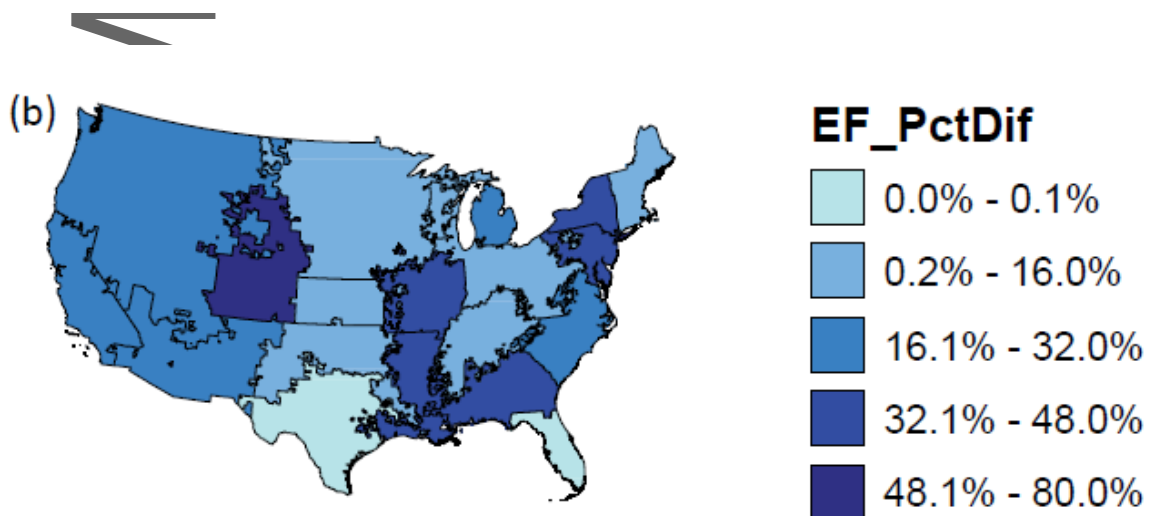 (b)
EF_PctDif
0.0% - 0.1%
0.2% - 16.0%
16.1% - 32.0%
32.1% - 48.0%
48.1% - 80.0%